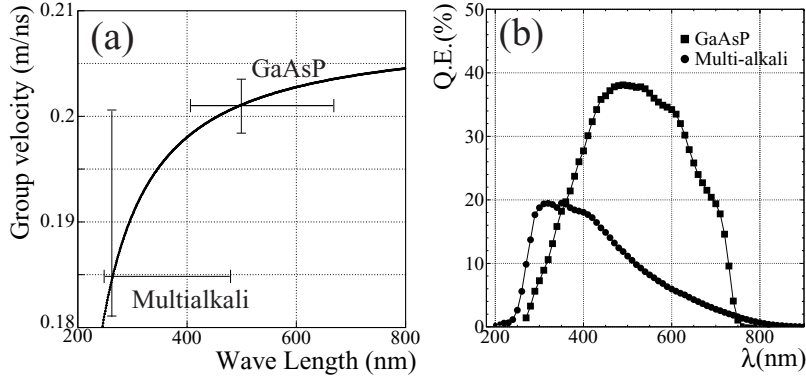 (a)
Group velocity (m/ns)
0.21
0.2
0.19
0.18
GaAsP
Multialkali
200 400 600 800
Wave Length (nm)
(b)
Q.E.(%)
50
40
30
20
10
0
GaAsP
Multi-alkali
200 400 600 800
λ(nm)